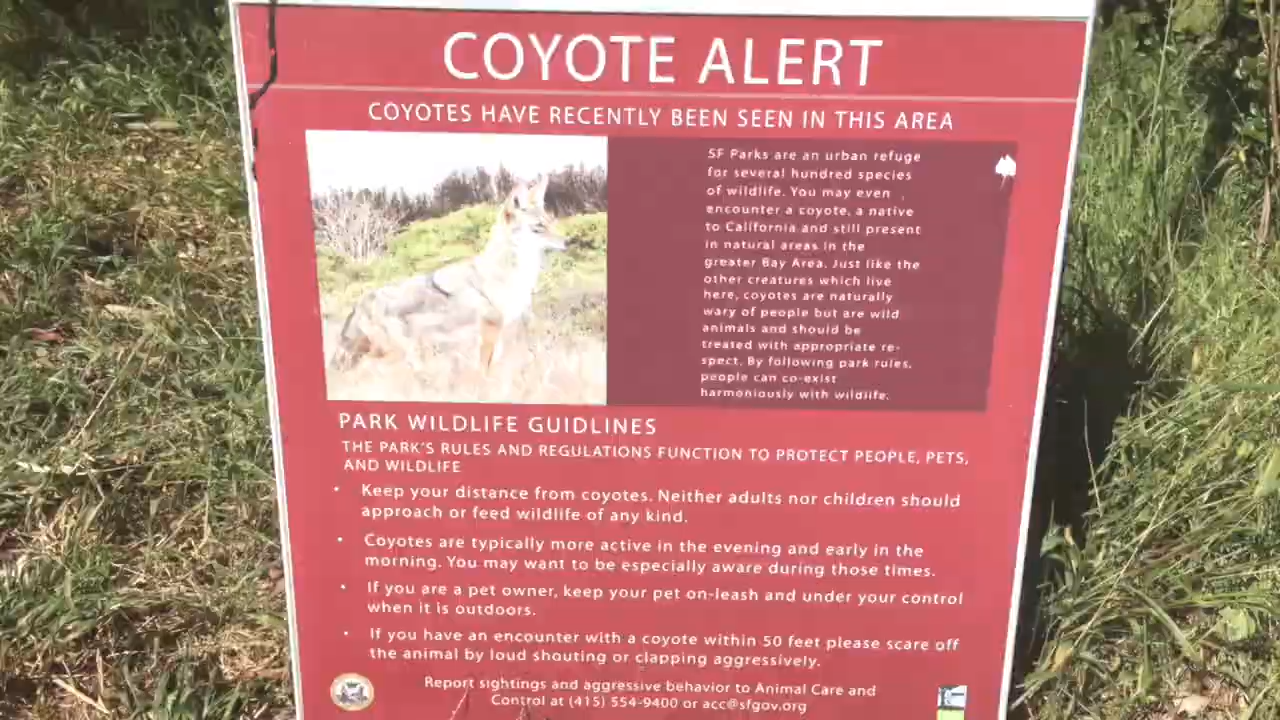 COYOTE ALERT
COYOTES HAVE RECENTLY BEEN SEEN IN THIS AREA
SF Parks are an urban refuge
for several hundred species
of wildlife. You may even
encounter a coyote, a native
to California and still present
in natural areas in the
greater Bay Area. Just like the
other creatures which live
here, coyotes are naturally
wary of people but are wild
animals and should be
treated with appropriate re-
spect. By following park rules,
people can co-exist
harmoniously with wildlife.
PARK WILDLIFE GUIDLINES
THE PARK'S RULES AND REGULATIONS FUNCTION TO PROTECT PEOPLE, PETS,
AND WILDLIFE
• Keep your distance from coyotes. Neither adults nor children should
approach or feed wildlife of any kind.
• Coyotes are typically more active in the evening and early in the
morning. You may want to be especially aware during those times.
• If you are a pet owner, keep your pet on-leash and under your control
when it is outdoors.
• If you have an encounter with a coyote within 50 feet please scare off
the animal by loud shouting or clapping aggressively.
Report sightings and aggressive behavior to Animal Care and
Control at (415) 554-9400 or acc@sfgov.org